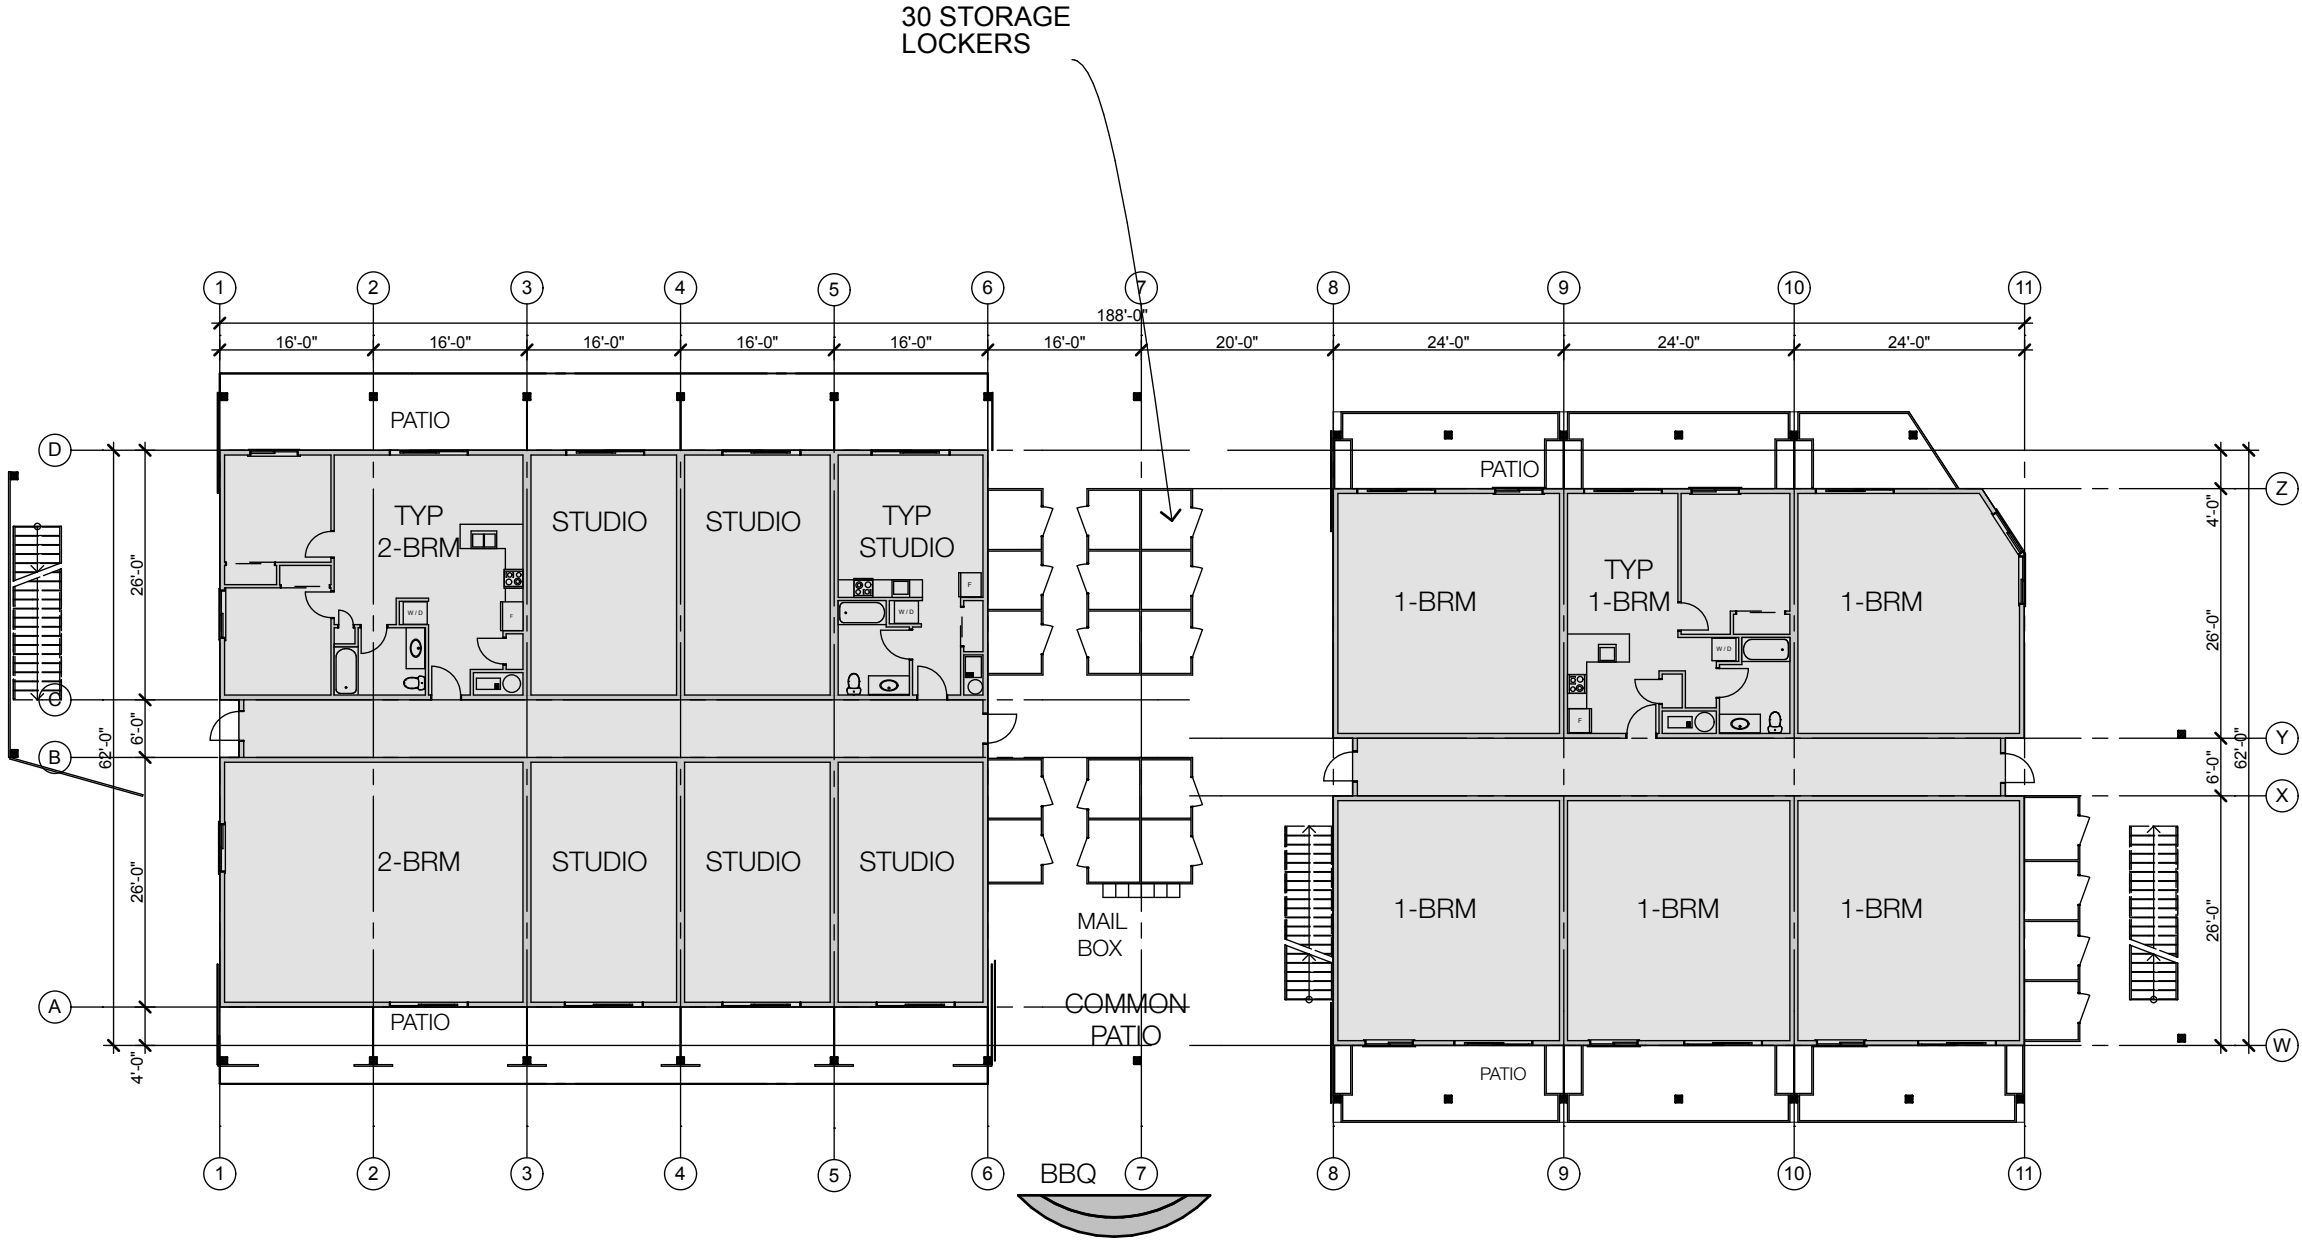 30 STORAGE
LOCKERS
1 2 3 4 5 6 7 8 9 10 11
188'-0"
16'-0" 16'-0" 16'-0" 16'-0" 16'-0" 16'-0" 20'-0" 24'-0" 24'-0" 24'-0"
PATIO
D
PATIO
Z
4'-0"
TYP
2-BRM
STUDIO
STUDIO
TYP
STUDIO
26'-0"
F
W/D
F
W/D
1-BRM
TYP
1-BRM
1-BRM
26'-0"
W/D
F
C
6'-0"
62'-0"
B
Y
6'-0"
62'-0"
X
2-BRM
STUDIO
STUDIO
STUDIO
26'-0"
1-BRM
1-BRM
1-BRM
26'-0"
MAIL
BOX
A
COMMON
PATIO
PATIO
W
4'-0"
PATIO
1 2 3 4 5 6 7 8 9 10 11
BBQ